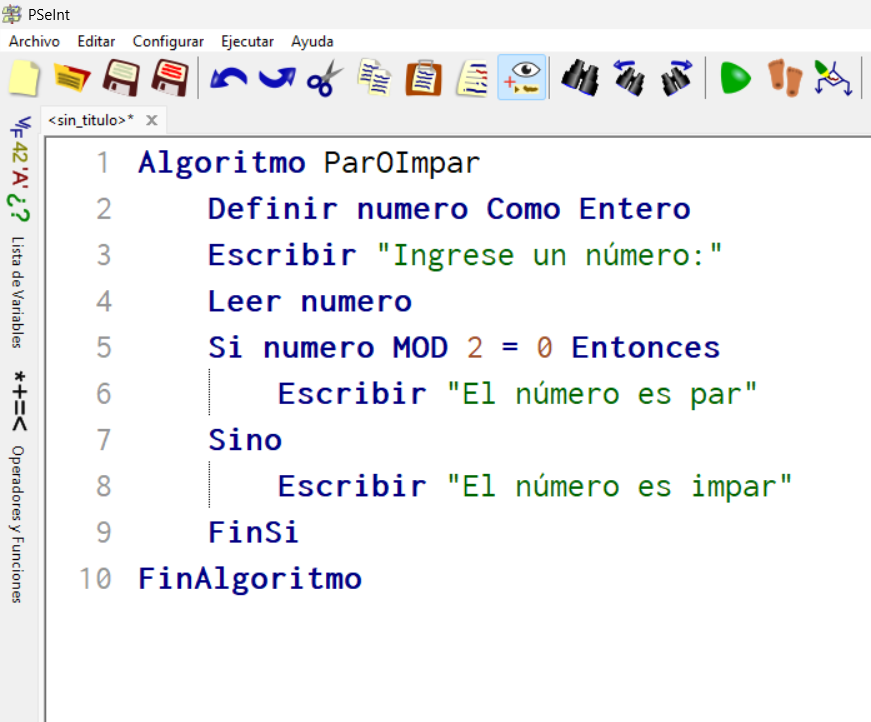 PSeInt
Archivo Editar Configurar Ejecutar Ayuda
<sin_titulo>* ×
1 Algoritmo ParOImpar
2 Definir numero Como Entero
3 Escribir "Ingrese un número:"
4 Leer numero
5 Si numero MOD 2 = 0 Entonces
6 Escribir "El número es par"
7 Sino
8 Escribir "El número es impar"
9 FinSi
10 FinAlgoritmo
V/F 42 'A' ¿? Lista de Variables
*+=< Operadores y Funciones